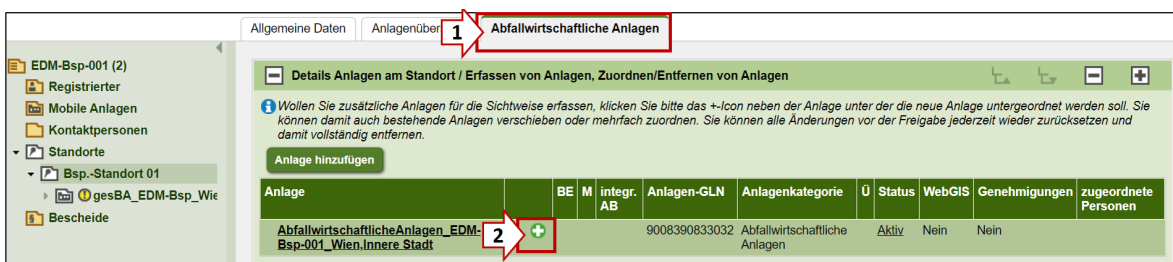 Allgemeine Daten
Anlagenüber
1
Abfallwirtschaftliche Anlagen
EDM-Bsp-001 (2)
Registrierter
Mobile Anlagen
Kontaktpersonen
Standorte
Bsp.-Standort 01
gesBA_EDM-Bsp_Wie
Bescheide
Details Anlagen am Standort / Erfassen von Anlagen, Zuordnen/Entfernen von Anlagen
Wollen Sie zusätzliche Anlagen für die Sichtweise erfassen, klicken Sie bitte das +-Icon neben der Anlage unter der die neue Anlage untergeordnet werden soll. Sie
können damit auch bestehende Anlagen verschieben oder mehrfach zuordnen. Sie können alle Änderungen vor der Freigabe jederzeit wieder zurücksetzen und
damit vollständig entfernen.
Anlage hinzufügen
Anlage BE M integr. Anlagen-GLN Anlagenkategorie Ü Status WebGIS Genehmigungen zugeordnete
AB Personen
AbfallwirtschaftlicheAnlagen_EDM- 2 9008390833032 Abfallwirtschaftliche Aktiv Nein Nein
Bsp-001_Wien,Innere Stadt Anlagen